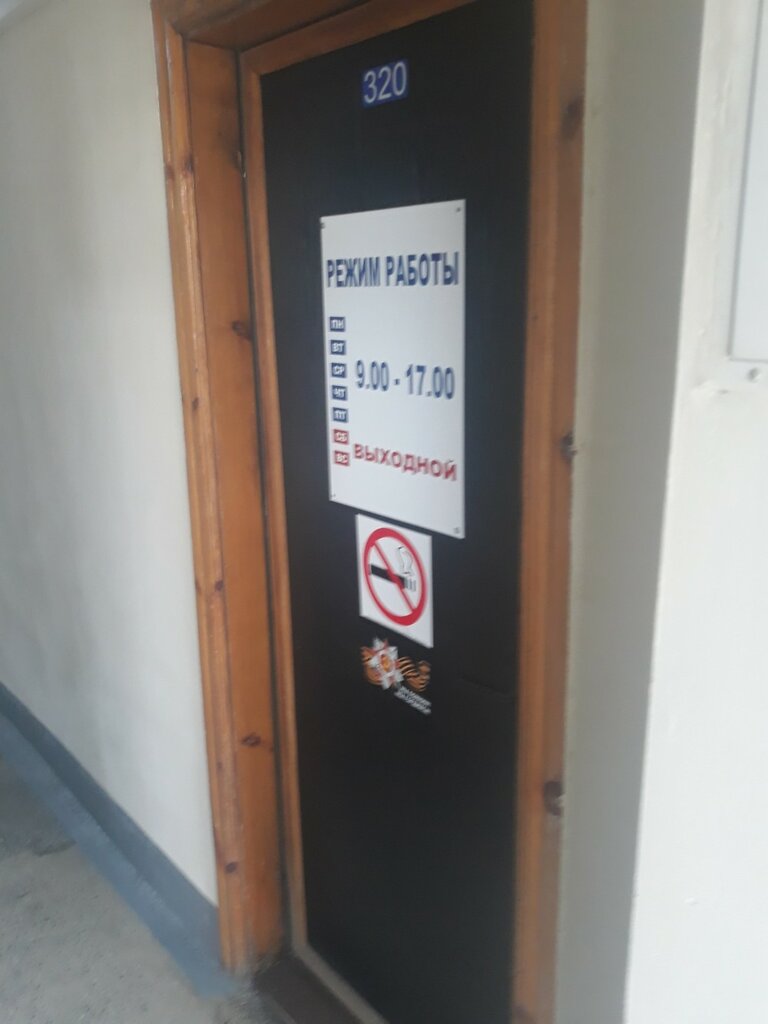 320
РЕЖИМ РАБОТЫ
ПН
ВТ
СР
ЧТ
ПТ
9.00 - 17.00
СБ
ВС
ВЫХОДНОЙ